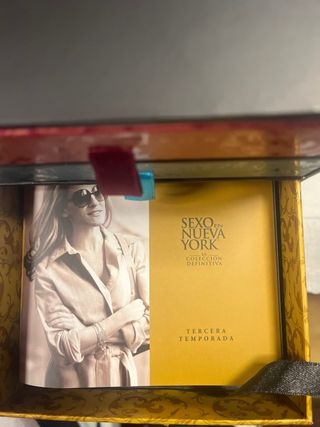 SEXO EN
NUEVA
YORK
LA
COLECCIÓN
DEFINITIVA
TERCERA
TEMPORADA